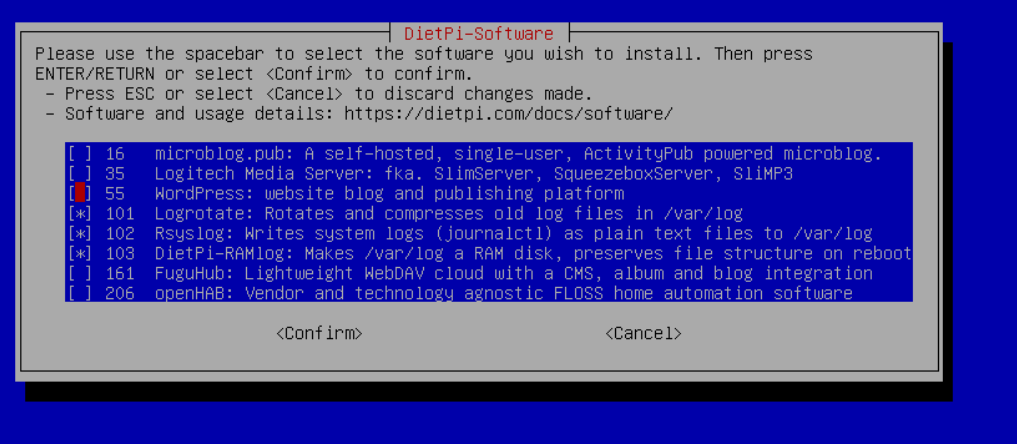 DietPi-Software
Please use the spacebar to select the software you wish to install. Then press
ENTER/RETURN or select <Confirm> to confirm.
- Press ESC or select <Cancel> to discard changes made.
- Software and usage details: https://dietpi.com/docs/software/
[ ] 16 microblog.pub: A self-hosted, single-user, ActivityPub powered microblog.
[ ] 35 Logitech Media Server: fka. SlimServer, SqueezeboxServer, SliMP3
[ ] 55 WordPress: website blog and publishing platform
[*] 101 Logrotate: Rotates and compresses old log files in /var/log
[*] 102 Rsyslog: Writes system logs (journalctl) as plain text files to /var/log
[*] 103 DietPi-RAMlog: Makes /var/log a RAM disk, preserves file structure on reboot
[ ] 161 FuguHub: Lightweight WebDAV cloud with a CMS, album and blog integration
[ ] 206 openHAB: Vendor and technology agnostic FLOSS home automation software
<Confirm> <Cancel>